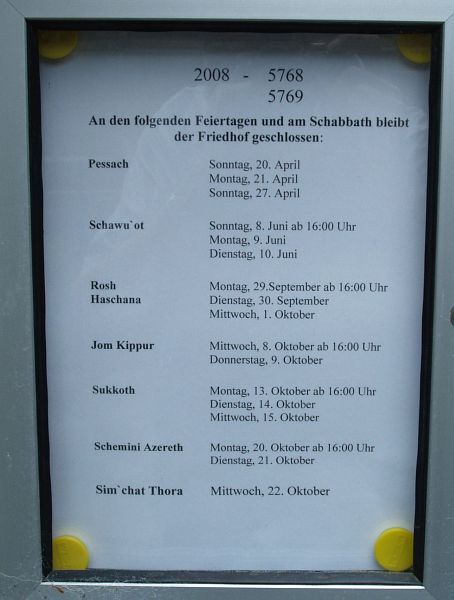 2008 - 5768
5769
An den folgenden Feiertagen und am Schabbath bleibt
der Friedhof geschlossen:
Pessach Sonntag, 20. April
Montag, 21. April
Sonntag, 27. April
Schawu`ot Sonntag, 8. Juni ab 16:00 Uhr
Montag, 9. Juni
Dienstag, 10. Juni
Rosh Montag, 29.September ab 16:00 Uhr
Haschana Dienstag, 30. September
Mittwoch, 1. Oktober
Jom Kippur Mittwoch, 8. Oktober ab 16:00 Uhr
Donnerstag, 9. Oktober
Sukkoth Montag, 13. Oktober ab 16:00 Uhr
Dienstag, 14. Oktober
Mittwoch, 15. Oktober
Schemini Azereth Montag, 20. Oktober ab 16:00 Uhr
Dienstag, 21. Oktober
Sim`chat Thora Mittwoch, 22. Oktober